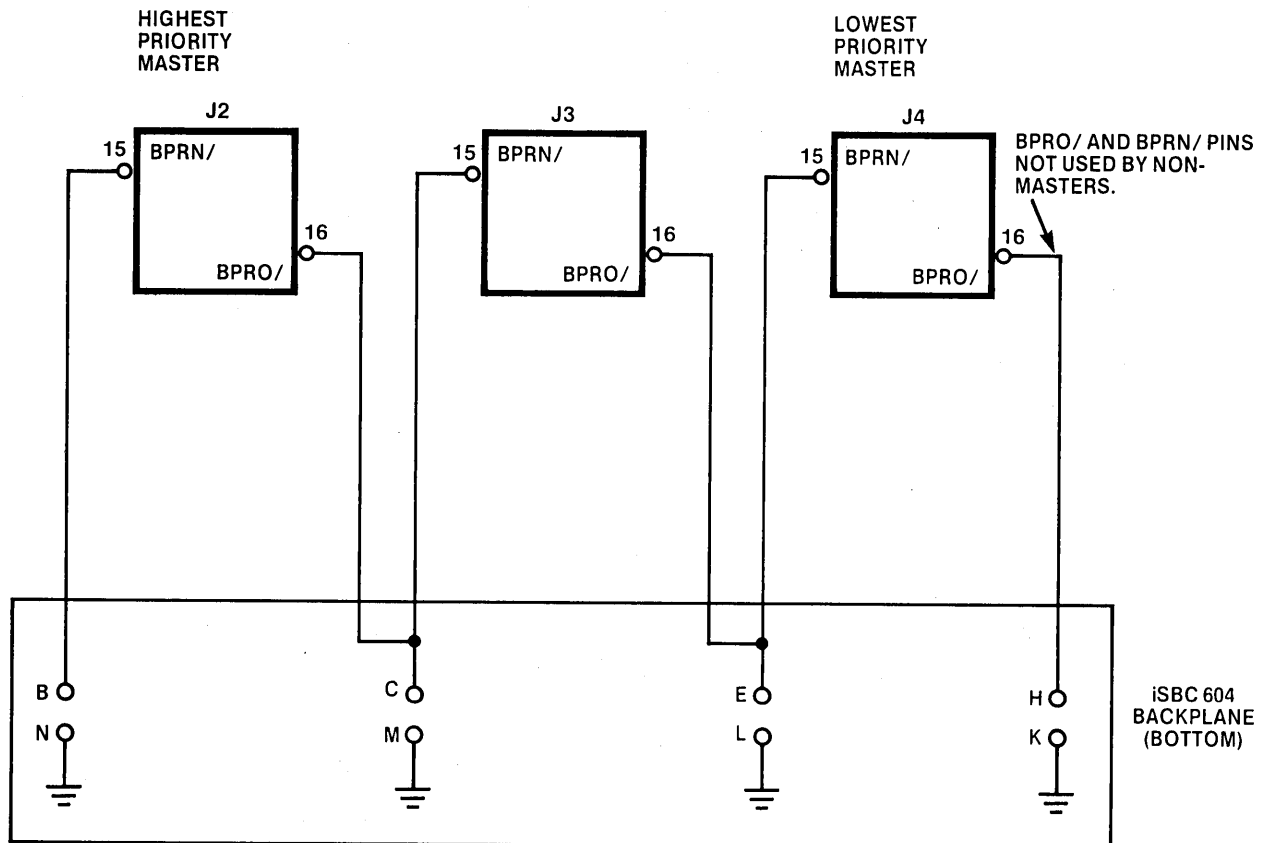 HIGHEST
PRIORITY
MASTER
LOWEST
PRIORITY
MASTER
J2
J3
J4
BPRO/ AND BPRN/ PINS
NOT USED BY NON-
MASTERS.
15
BPRN/
16
BPRO/
15
BPRN/
16
BPRO/
15
BPRN/
16
BPRO/
B
N
C
M
E
L
H
K
iSBC 604
BACKPLANE
(BOTTOM)